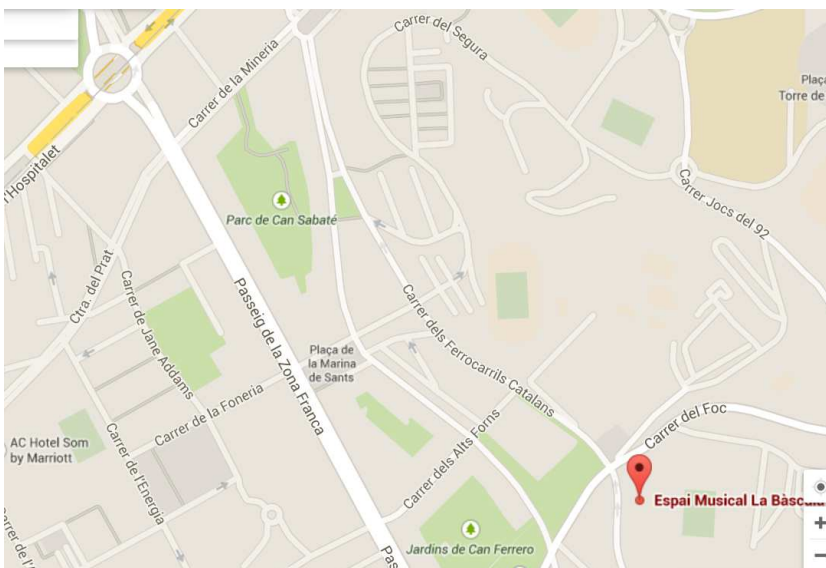 Carrer del Segura
Carrer de la Mineria
Plaça
Torre de
l'Hospitalet
Carrer Jocs del 92
Parc de Can Sabaté
Ctra. del Prat
Carrer de Jane Addams
Passeig de la Zona Franca
Carrer dels Ferrocarrils Catalans
Plaça de
la Marina
de Sants
Carrer de la Foneria
Carrer del Foc
AC Hotel Som
by Marriott
Carrer de l'Energia
Carrer dels Alts Forns
Espai Musical La Bàscula
Carrer de l'
Jardins de Can Ferrero
Pas